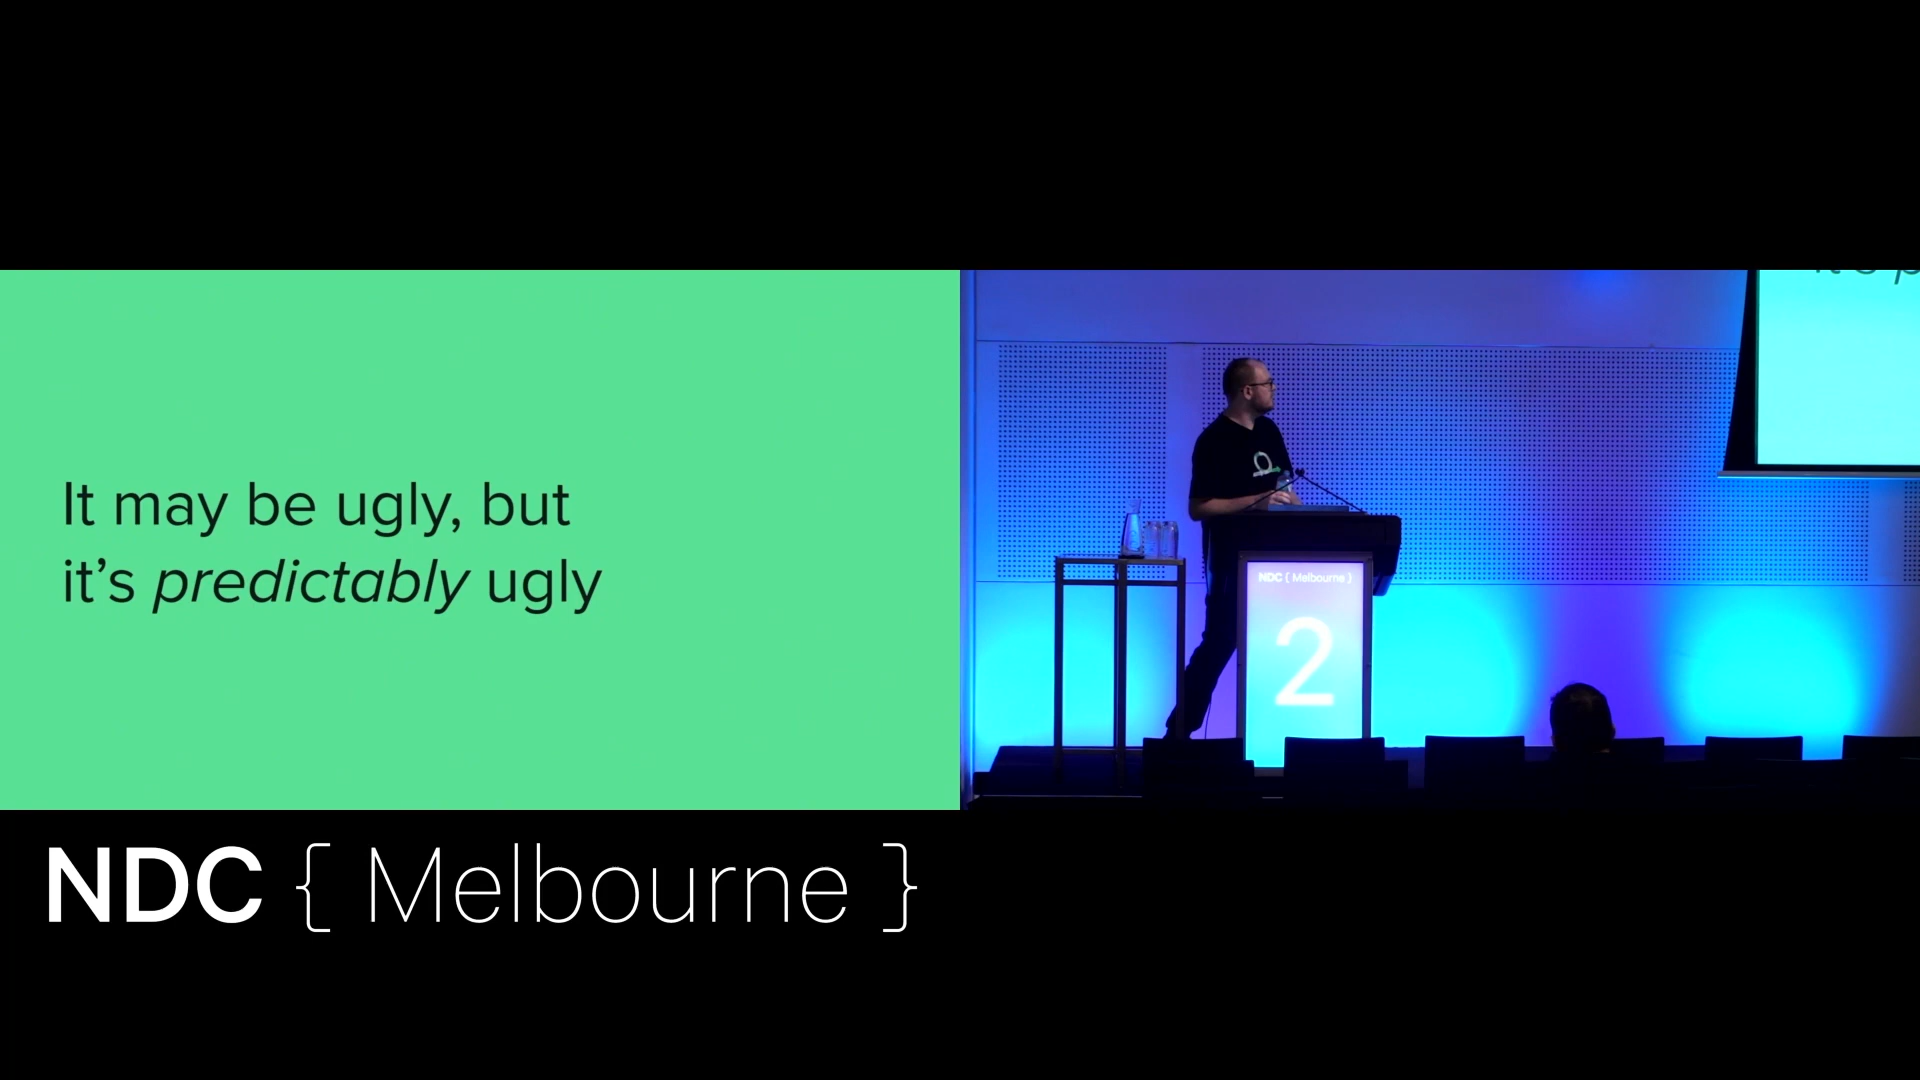 It may be ugly, but
it's predictably ugly
NDC { Melbourne }
2
NDC { Melbourne }